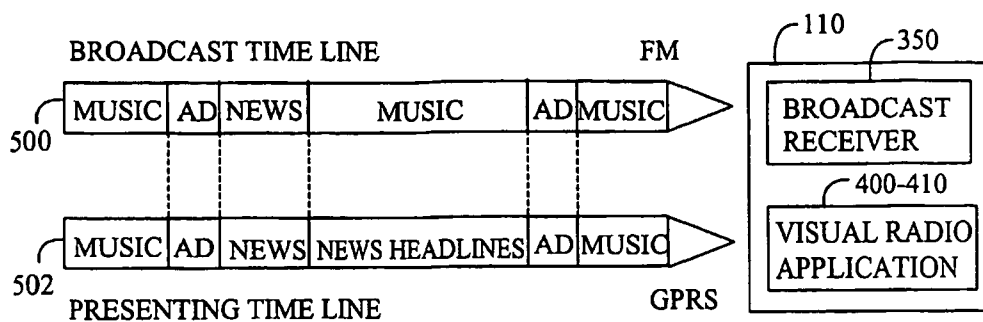 110
BROADCAST TIME LINE
FM
350
MUSIC AD NEWS MUSIC AD MUSIC
BROADCAST
RECEIVER
500
400-410
MUSIC AD NEWS NEWS HEADLINES AD MUSIC
VISUAL RADIO
APPLICATION
502
PRESENTING TIME LINE
GPRS